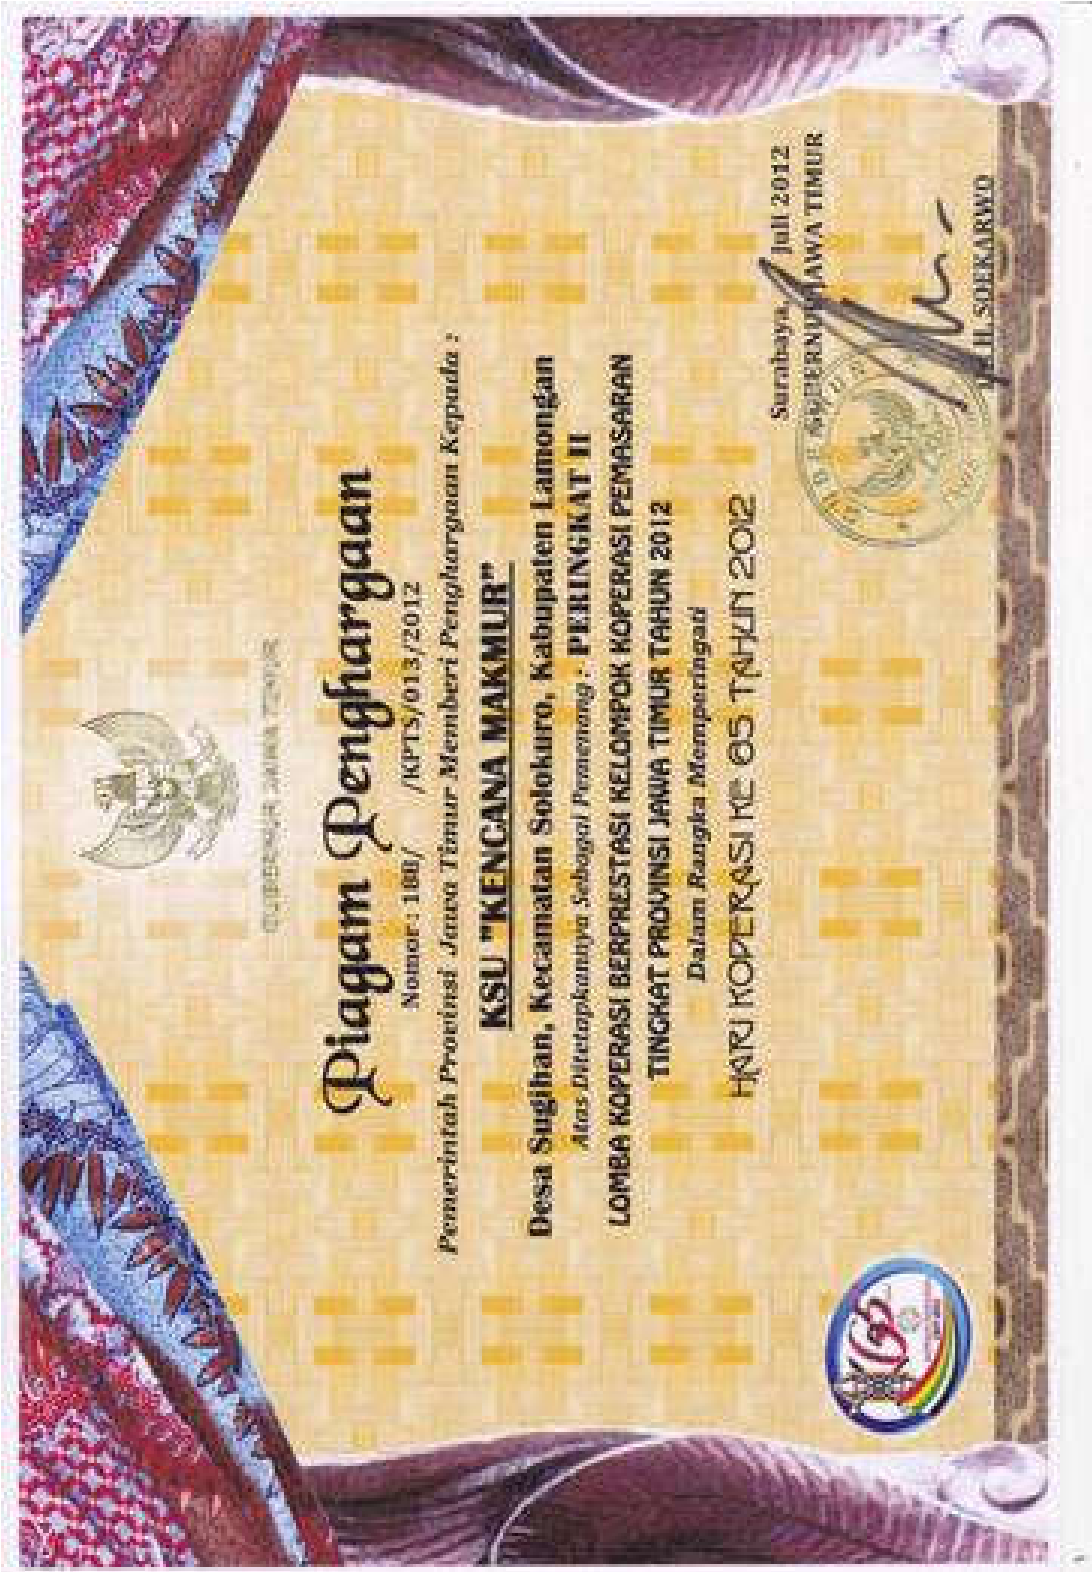 GUBERNUR JAWA TIMUR
Piagam Penghargaan
Nomor : 188/ /KPTS/013/2012
Pemerintah Provinsi Jawa Timur Memberi Penghargaan Kepada :
KSU "KENCANA MAKMUR"
Desa Sugihan, Kecamatan Solokuro, Kabupaten Lamongan
Atas Ditetapkannya Sebagai Pemenang : PERINGKAT II
LOMBA KOPERASI BERPRESTASI KELOMPOK KOPERASI PEMASARAN
TINGKAT PROVINSI JAWA TIMUR TAHUN 2012
Dalam Rangka Memperingati
HARI KOPERASI KE 65 TAHUN 2012
Surabaya, Juli 2012
GUBERNUR JAWA TIMUR
H. SOEKARWO